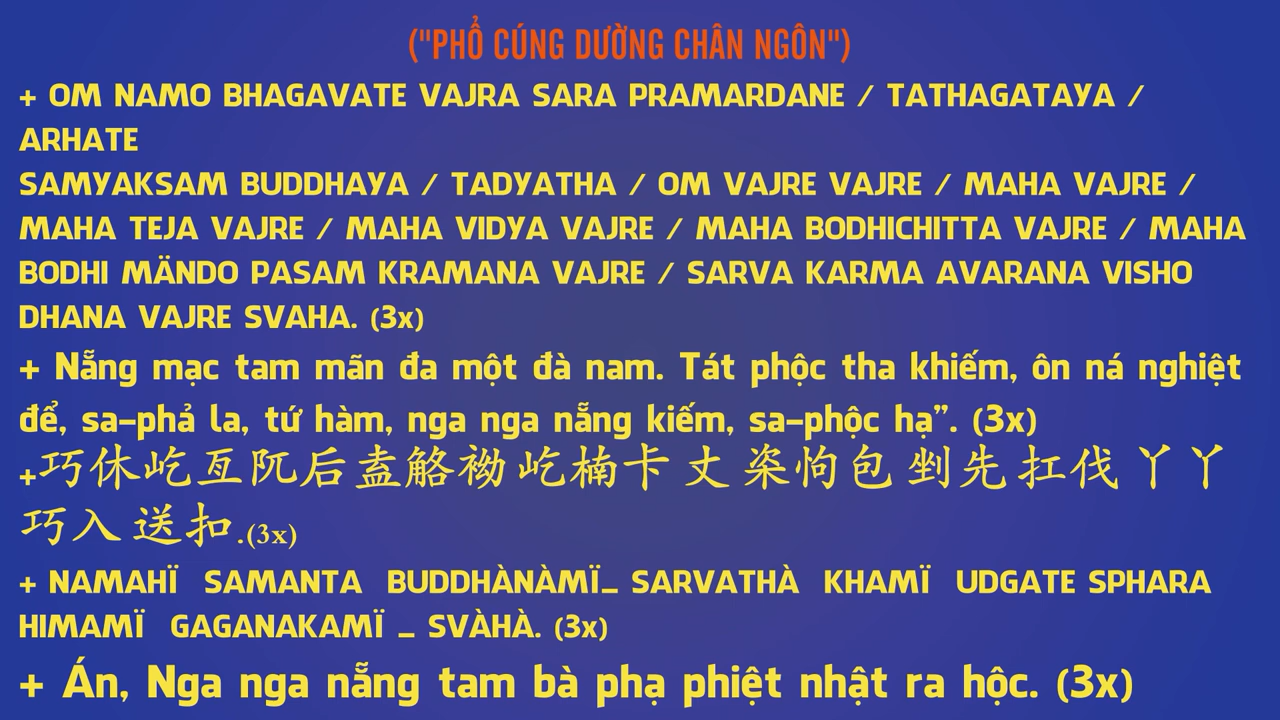 ("PHỔ CÚNG DƯỜNG CHÂN NGÔN")
+ OM NAMO BHAGAVATE VAJRA SARA PRAMARDANE / TATHAGATAYA /
ARHATE
SAMYAKSAM BUDDHAYA / TADYATHA / OM VAJRE VAJRE / MAHA VAJRE /
MAHA TEJA VAJRE / MAHA VIDYA VAJRE / MAHA BODHICHITTA VAJRE / MAHA
BODHI MÄNDO PASAM KRAMANA VAJRE / SARVA KARMA AVARANA VISHO
DHANA VAJRE SVAHA. (3x)
+ Nẵng mạc tam mãn đa một đà nam. Tát phộc tha khiếm, ôn ná nghiệt
để, sa-phả la, tứ hàm, nga nga nẵng kiếm, sa-phộc hạ”. (3x)
+巧休屹亙阢后盍觡袎屹楠卡丈栥怐包剉先扛伐丫丫
巧入送扣.(3x)
+ NAMAHÏ SAMANTA BUDDHÀNÀMÏ_ SARVATHÀ KHAMÏ UDGATE SPHARA
HIMAMÏ GAGANAKAMÏ _ SVÀHÀ. (3x)
+ Án, Nga nga nẵng tam bà phạ phiệt nhật ra hộc. (3x)